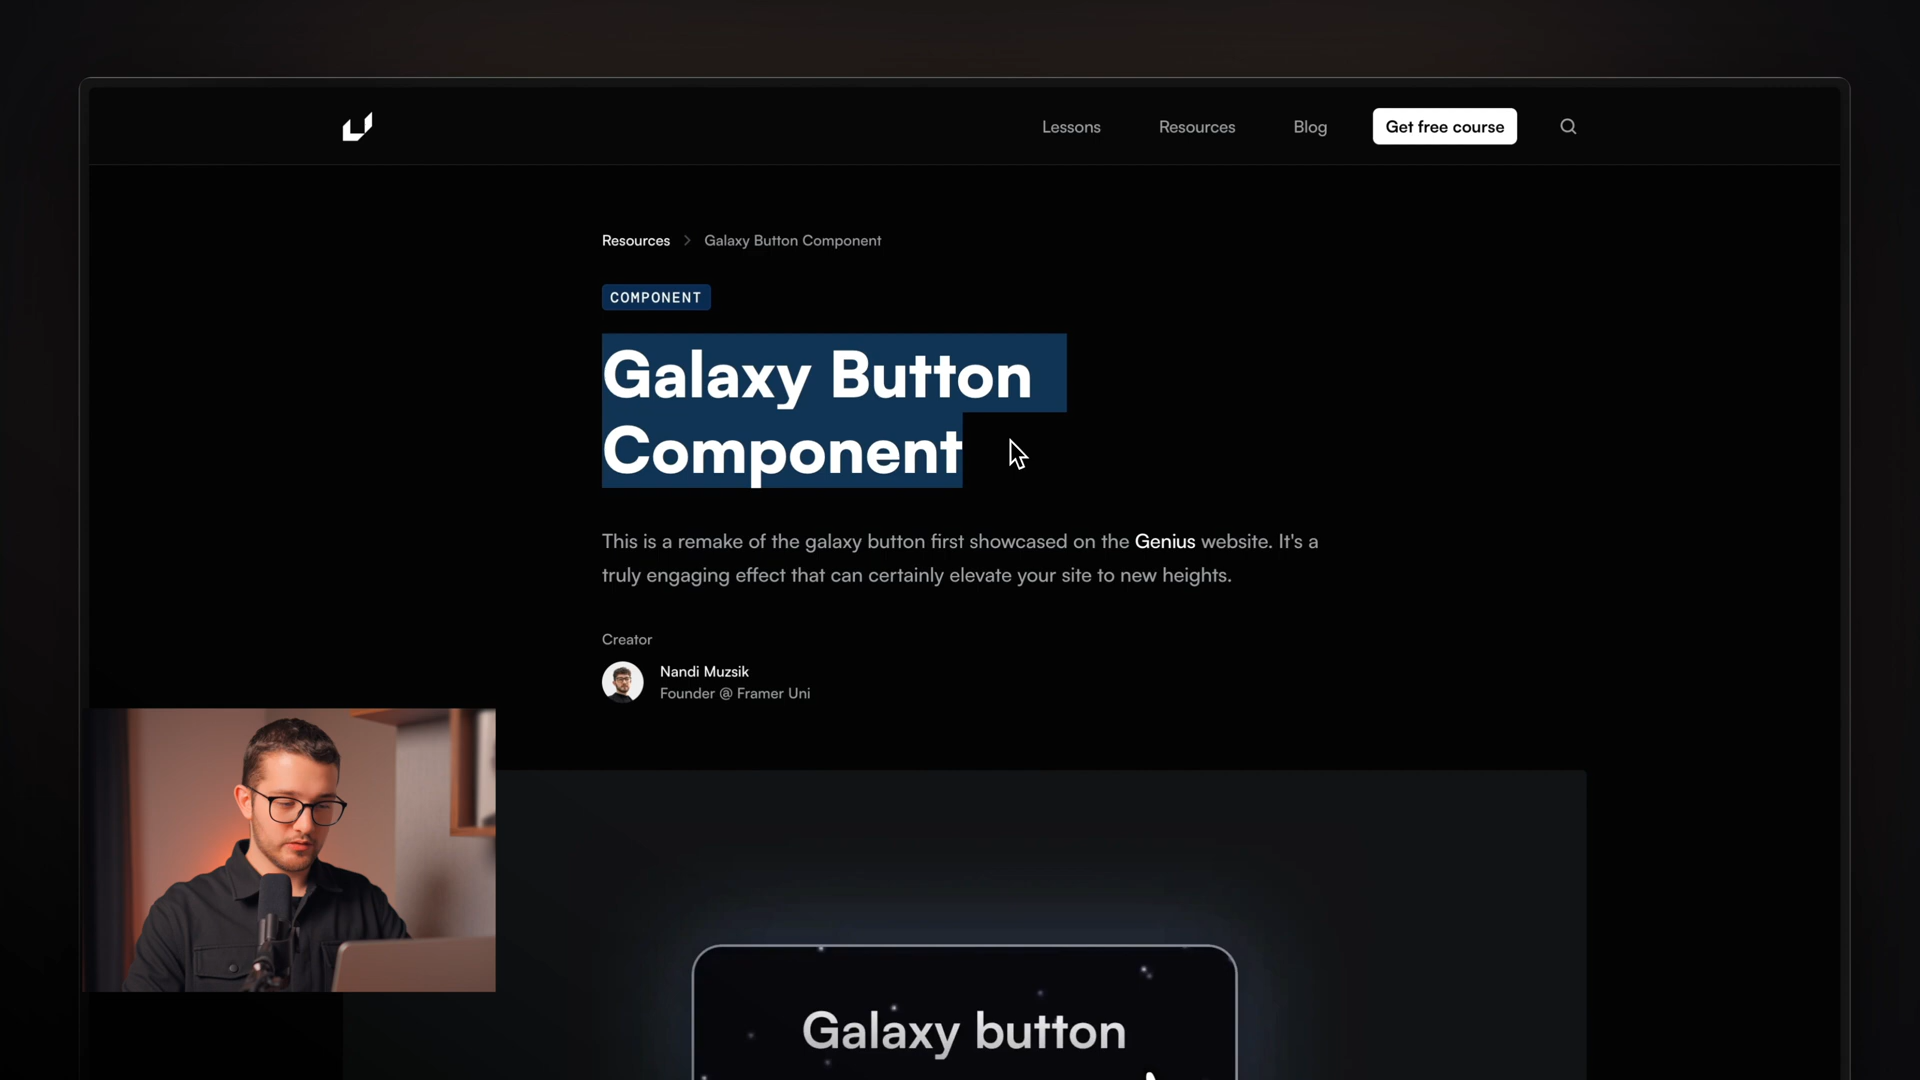 Lessons
Resources
Blog
Get free course
Resources
Galaxy Button Component
COMPONENT
Galaxy Button
Component
This is a remake of the galaxy button first showcased on the Genius website. It's a
truly engaging effect that can certainly elevate your site to new heights.
Creator
Nandi Muzsik
Founder @ Framer Uni
Galaxy button